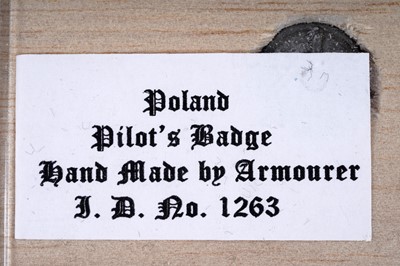 Poland
Pilot's Badge
Hand Made by Armourer
I. D. No. 1263